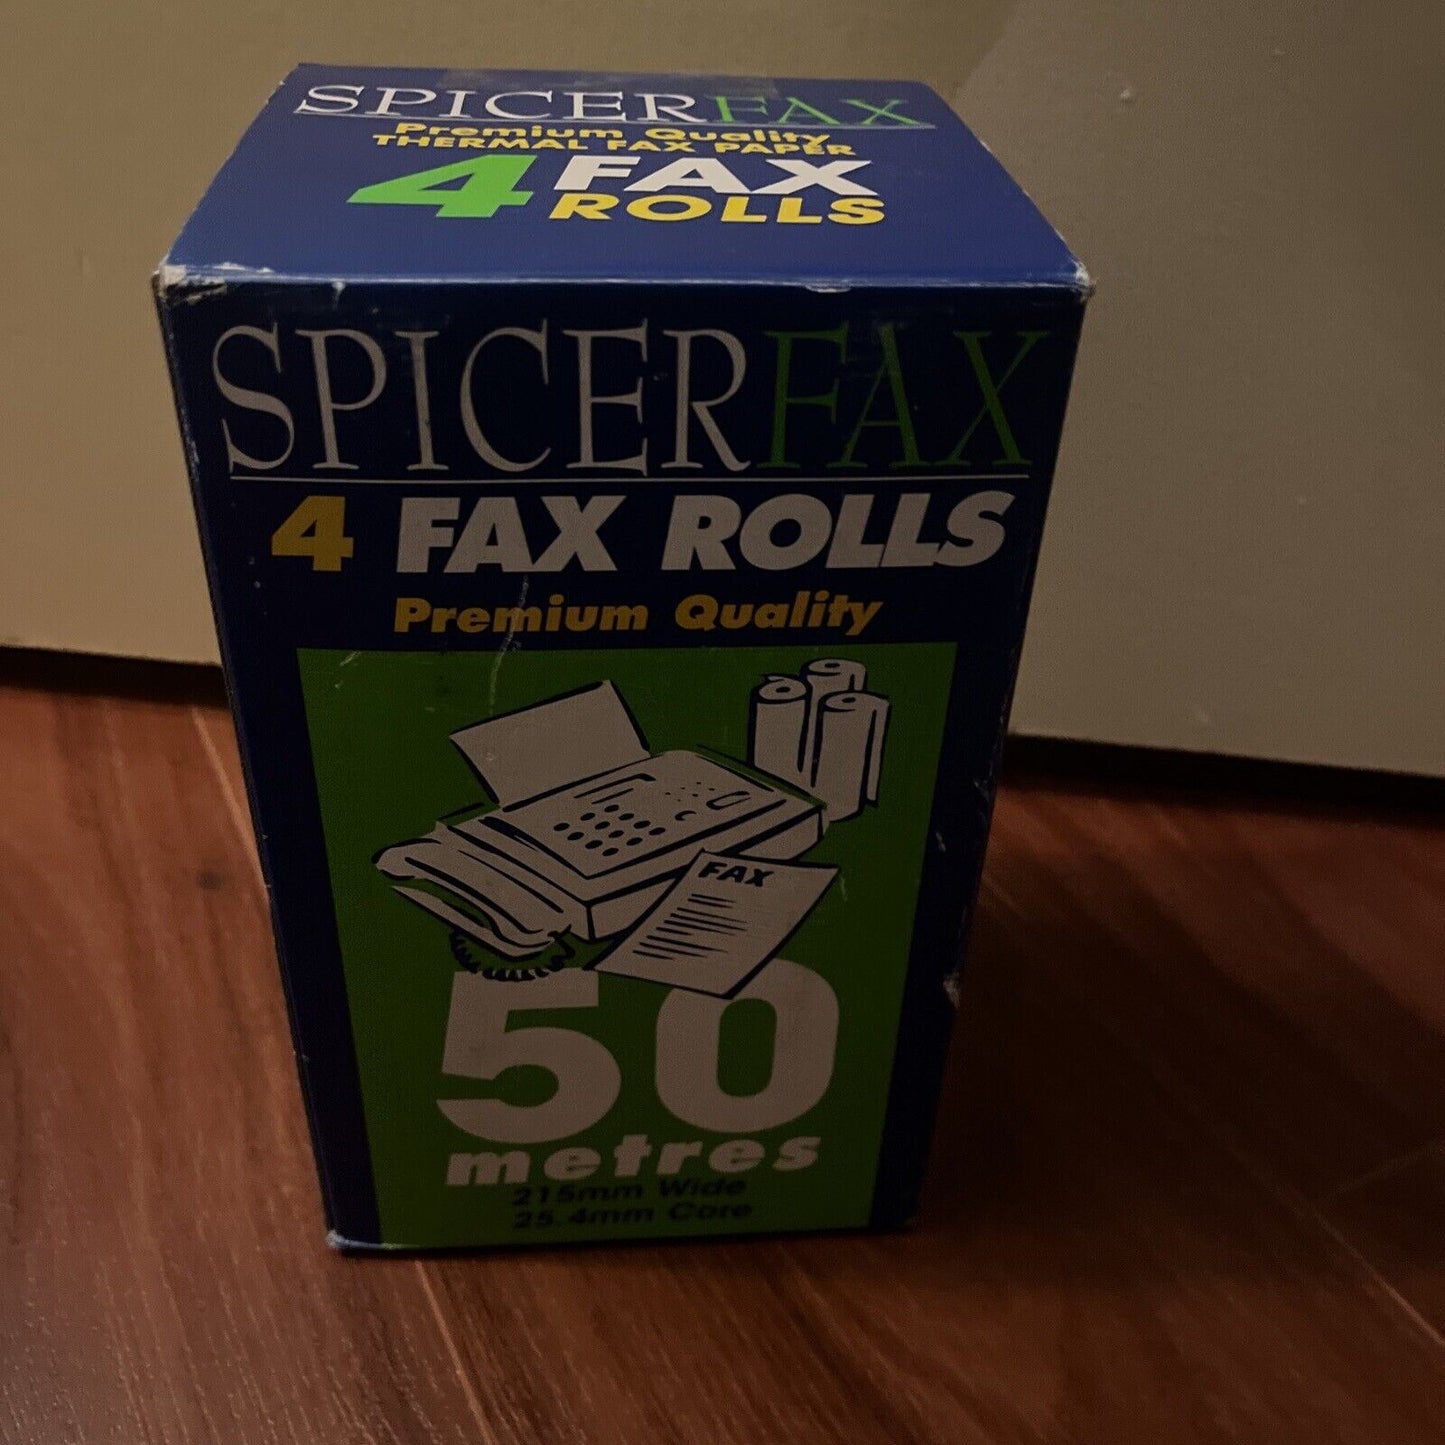 SPICERFAX
Premium Quality
THERMAL FAX PAPER
4 FAX
ROLLS
SPICERFAX
4 FAX ROLLS
Premium Quality
FAX
50
metres
215mm Wide
25.4mm Core